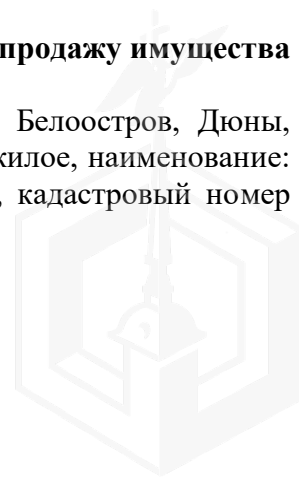 продажу имущества
Белоостров, Дюны,
жилое, наименование:
, кадастровый номер